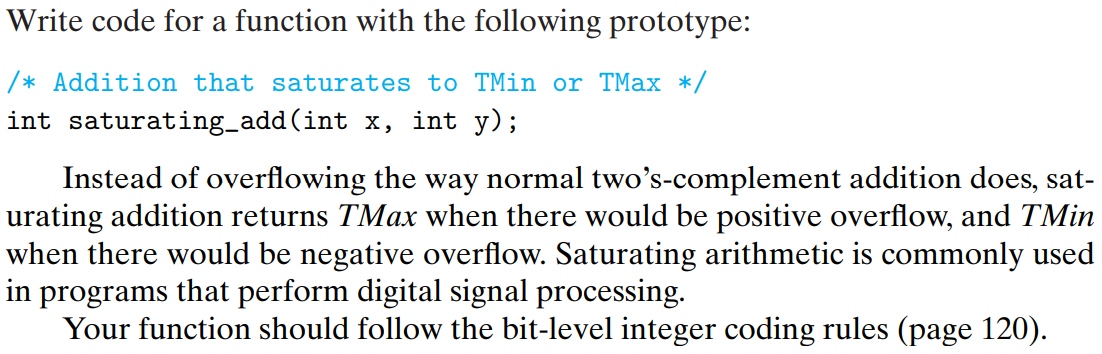 Write code for a function with the following prototype:
/* Addition that saturates to TMin or TMax */
int saturating_add(int x, int y);
Instead of overflowing the way normal two’s-complement addition does, sat-
urating addition returns TMax when there would be positive overflow, and TMin
when there would be negative overflow. Saturating arithmetic is commonly used
in programs that perform digital signal processing.
Your function should follow the bit-level integer coding rules (page 120).